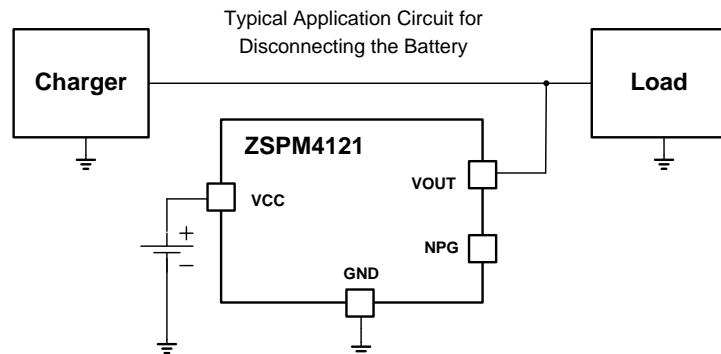 Typical Application Circuit for
Disconnecting the Battery
Charger
Load
ZSPM4121
VOUT
VCC
+
−
NPG
GND